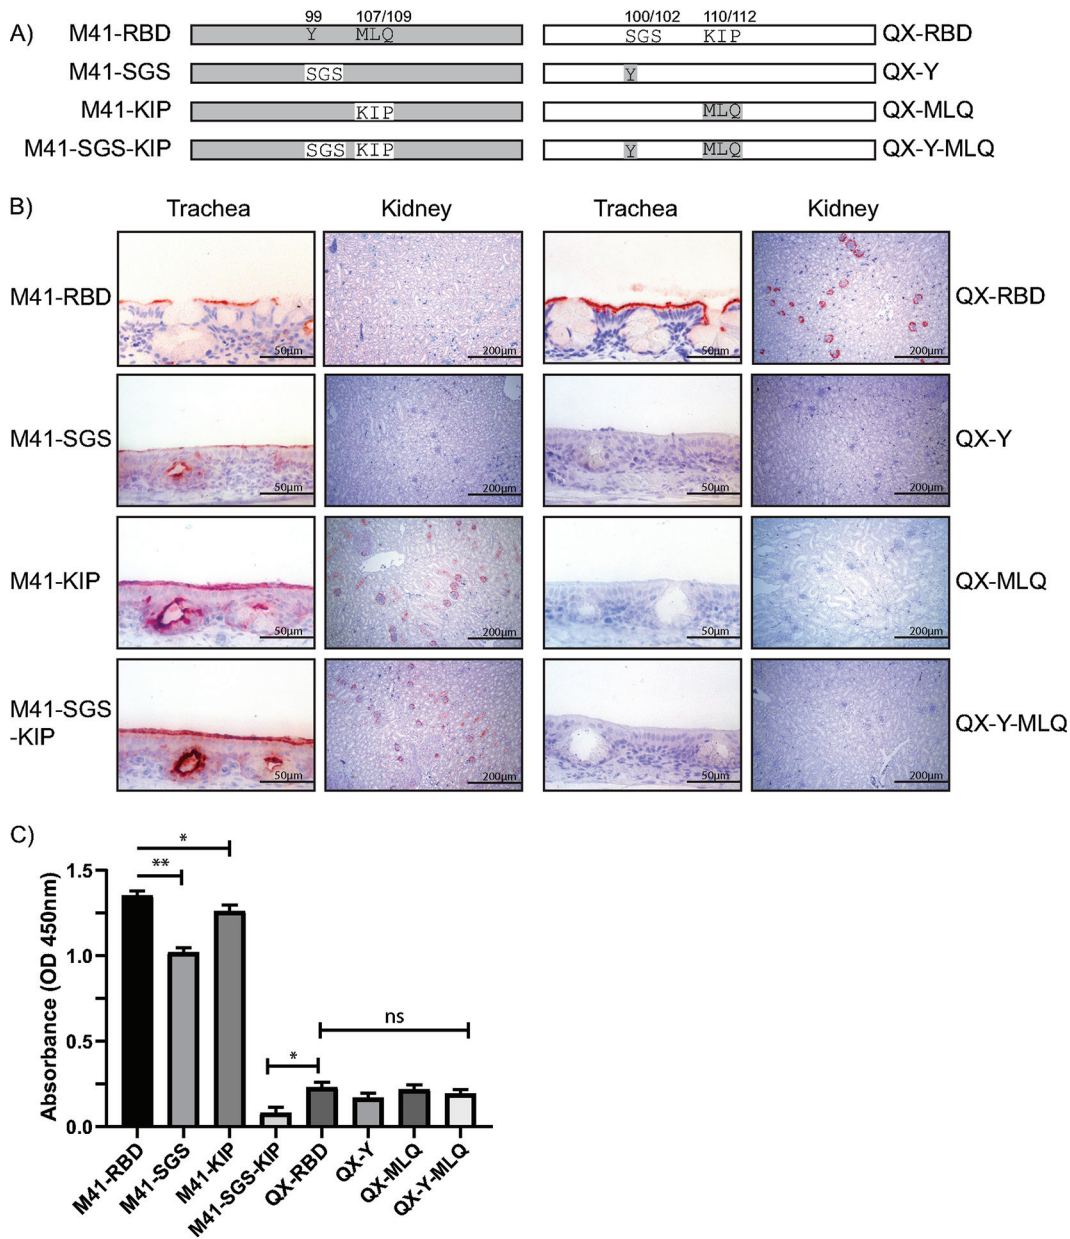 A)
99 107/109 100/102 110/112
M41-RBD Y MLQ SGS KIP QX-RBD
M41-SGS SGS Y QX-Y
M41-KIP KIP MLQ QX-MLQ
M41-SGS-KIP SGS KIP Y MLQ QX-Y-MLQ
B)
Trachea Kidney Trachea Kidney
M41-RBD QX-RBD
50μm 200μm 50μm 200μm
M41-SGS QX-Y
50μm 200μm 50μm 200μm
M41-KIP QX-MLQ
50μm 200μm 50μm 200μm
M41-SGS
-KIP QX-Y-MLQ
50μm 200μm 50μm 200μm
C)
Absorbance (OD 450nm)
1.5
1.0
0.5
0.0
*
**
*
ns
M41-RBD
M41-SGS
M41-KIP
M41-SGS-KIP
QX-RBD
QX-Y
QX-MLQ
QX-Y-MLQ